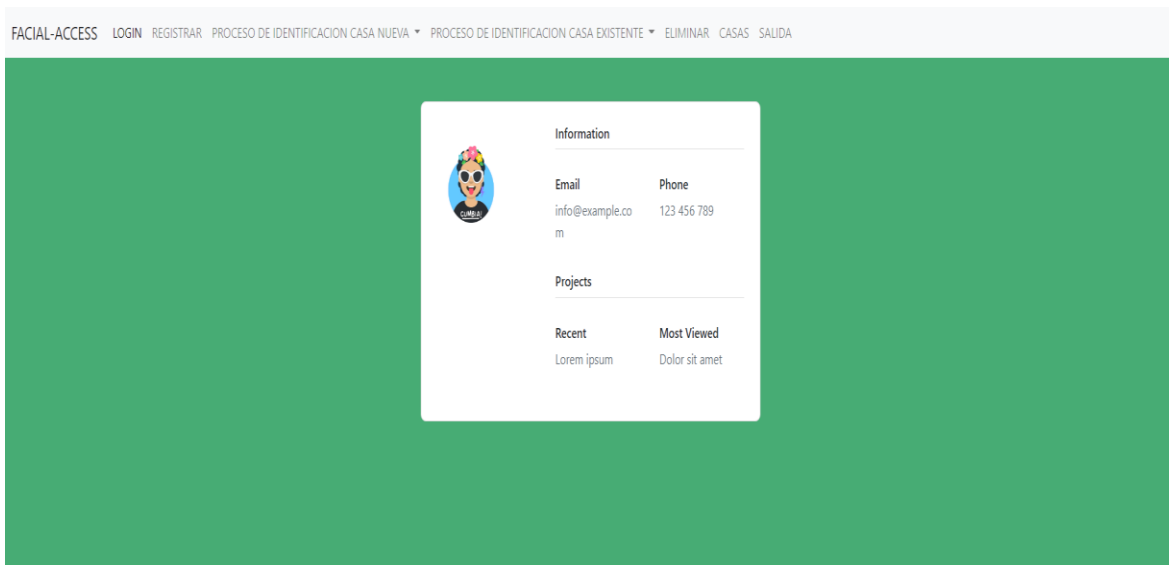 FACIAL-ACCESS LOGIN REGISTRAR PROCESO DE IDENTIFICACION CASA NUEVA PROCESO DE IDENTIFICACION CASA EXISTENTE ELIMINAR CASAS SALIDA
Information
Email Phone
info@example.co 123 456 789
m
Projects
Recent Most Viewed
Lorem ipsum Dolor sit amet
CUMBIA!